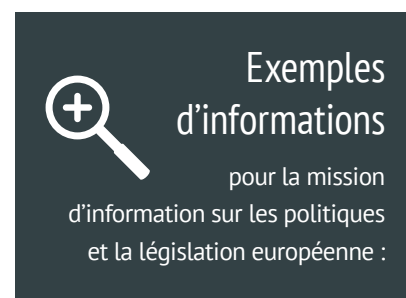 Exemples
d'informations
pour la mission
d'information sur les politiques
et la législation européenne :